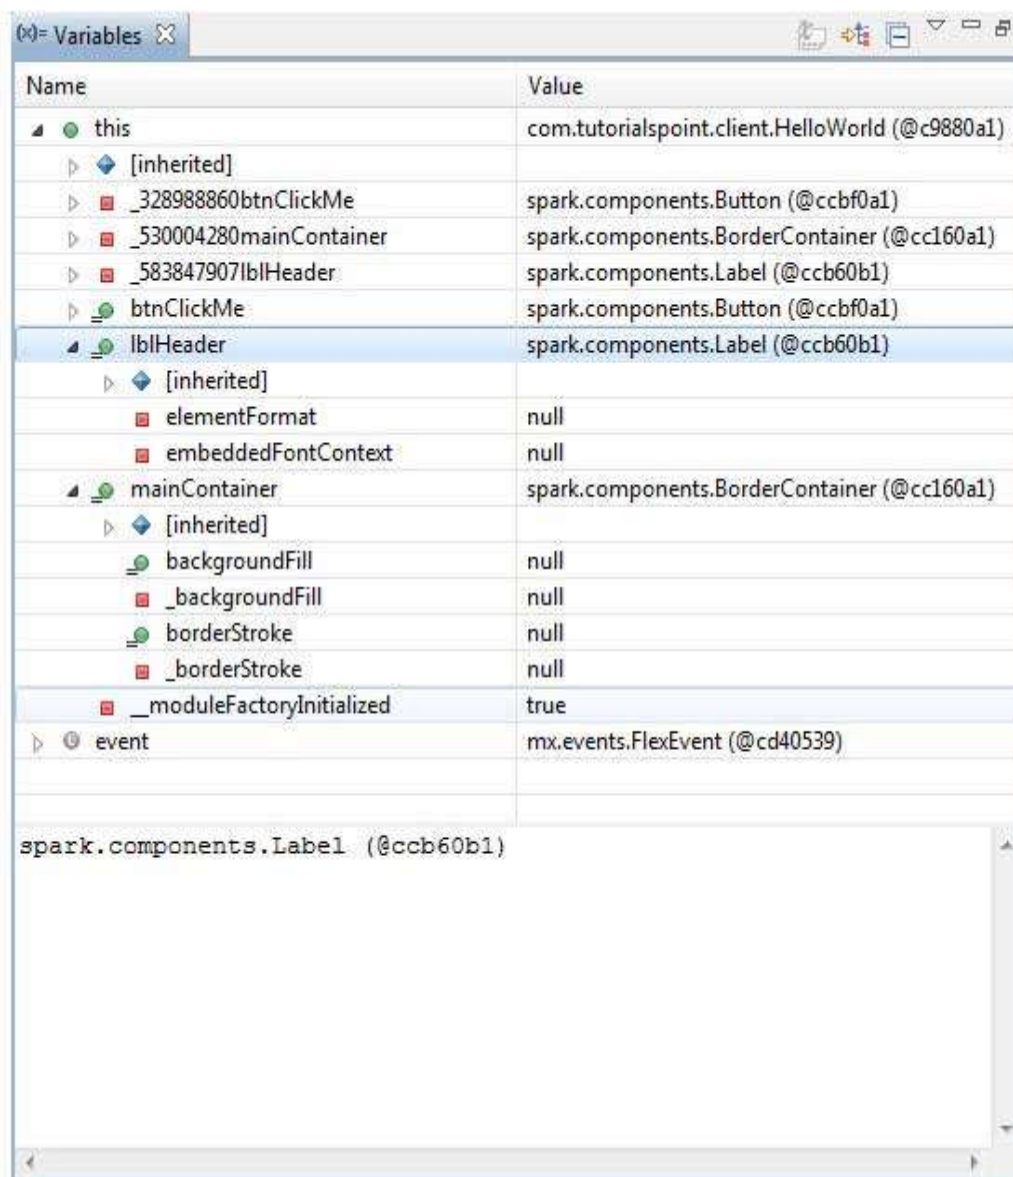 (x)= Variables
Name Value
this com.tutorialspoint.client.HelloWorld (@c9880a1)
[inherited]
_328988860btnClickMe spark.components.Button (@ccbf0a1)
_530004280mainContainer spark.components.BorderContainer (@cc160a1)
_583847907lblHeader spark.components.Label (@ccb60b1)
btnClickMe spark.components.Button (@ccbf0a1)
lblHeader spark.components.Label (@ccb60b1)
[inherited]
elementFormat null
embeddedFontContext null
mainContainer spark.components.BorderContainer (@cc160a1)
[inherited]
backgroundFill null
_backgroundFill null
borderStroke null
_borderStroke null
__moduleFactoryInitialized true
event mx.events.FlexEvent (@cd40539)
spark.components.Label (@ccb60b1)